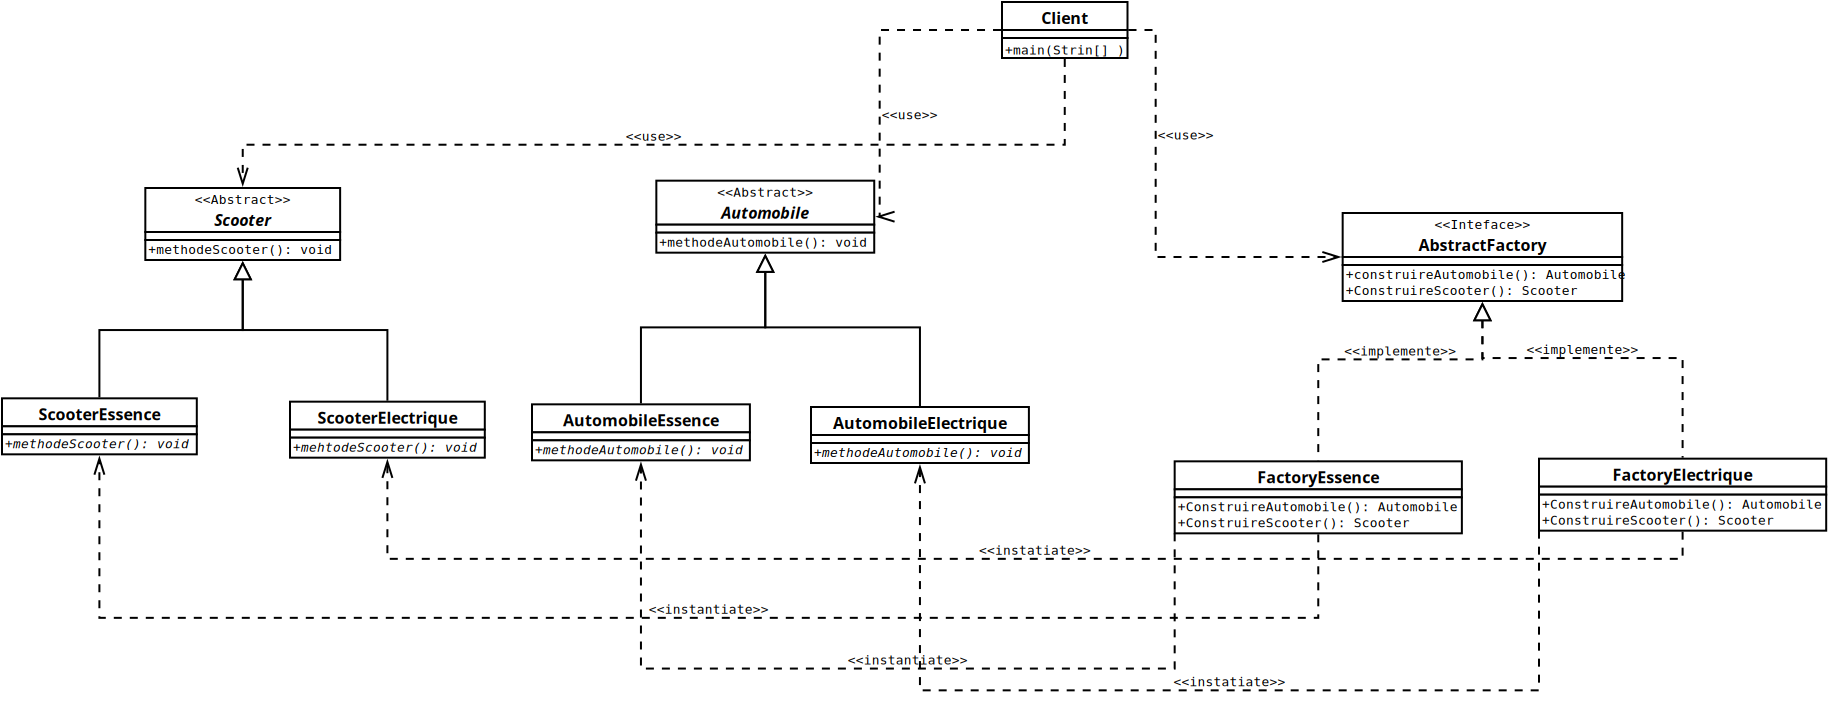 Client
+main(Strin[] )
<<use>>
<<use>>
<<use>>
<<Abstract>>
Scooter
+methodeScooter(): void
<<Abstract>>
Automobile
+methodeAutomobile(): void
<<Inteface>>
AbstractFactory
+construireAutomobile(): Automobile
+ConstruireScooter(): Scooter
<<implemente>>
<<implemente>>
ScooterEssence
+methodeScooter(): void
ScooterElectrique
+mehtodeScooter(): void
AutomobileEssence
+methodeAutomobile(): void
AutomobileElectrique
+methodeAutomobile(): void
FactoryEssence
+ConstruireAutomobile(): Automobile
+ConstruireScooter(): Scooter
FactoryElectrique
+ConstruireAutomobile(): Automobile
+ConstruireScooter(): Scooter
<<instatiate>>
<<instantiate>>
<<instantiate>>
<<instatiate>>